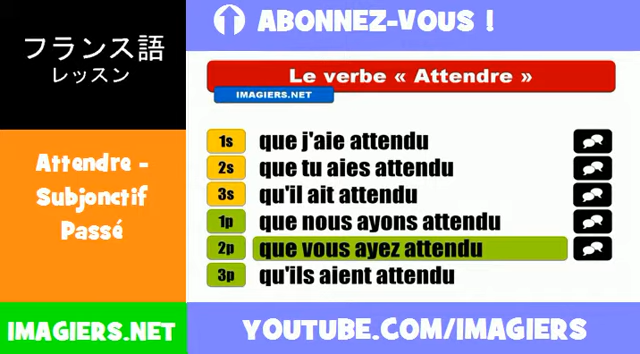 フランス語
レッスン
Attendre -
Subjonctif
Passé
IMAGIERS.NET
ABONNEZ-VOUS !
Le verbe « Attendre »
IMAGIERS.NET
1s que j'aie attendu
2s que tu aies attendu
3s qu'il ait attendu
1p que nous ayons attendu
2p que vous ayez attendu
3p qu'ils aient attendu
YOUTUBE.COM/IMAGIERS